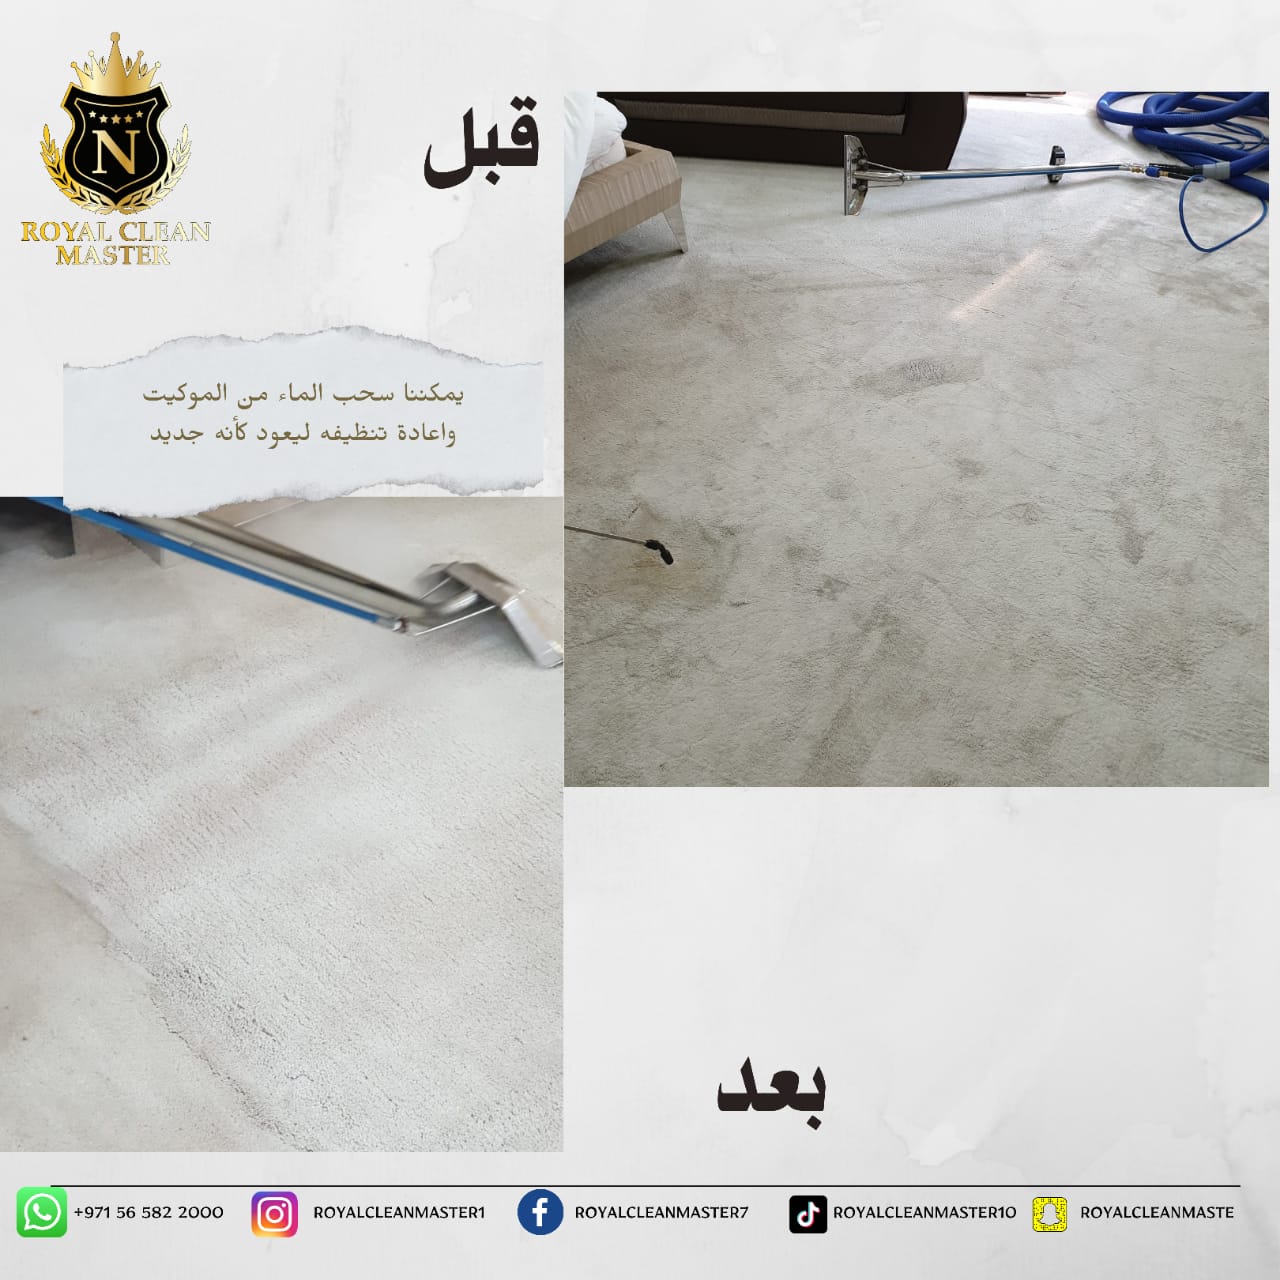 N
ROYAL CLEAN
MASTER
قبل
يمكننا سحب الماء من الموكيت
واعادة تنظيفه ليعود كأنه جديد
بعد
+971 56 582 2000
ROYALCLEANMASTER1
ROYALCLEANMASTER7
ROYALCLEANMASTER10
ROYALCLEANMASTE